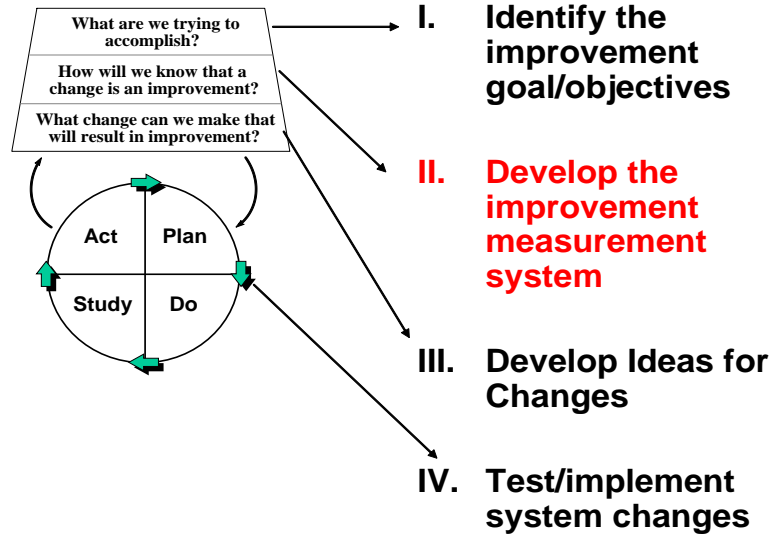 What are we trying to
accomplish?
How will we know that a
change is an improvement?
What change can we make that
will result in improvement?
Act
Plan
Study
Do
I. Identify the
improvement
goal/objectives
II. Develop the
improvement
measurement
system
III. Develop Ideas for
Changes
IV. Test/implement
system changes